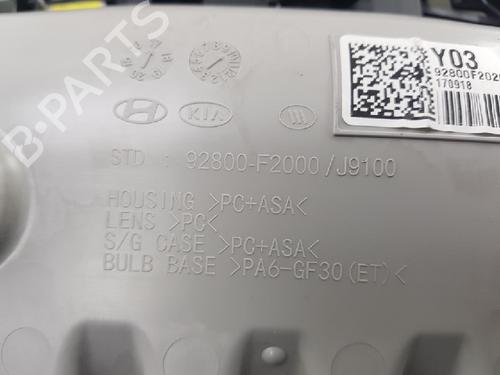 Y03
92800F202
170918
KIA
STD : 92800-F2000/J9100
HOUSING >PC+ASA<
LENS >PC<
S/G CASE >PC+ASA<
BULB BASE >PA6-GF30(ET)<
B-PARTS